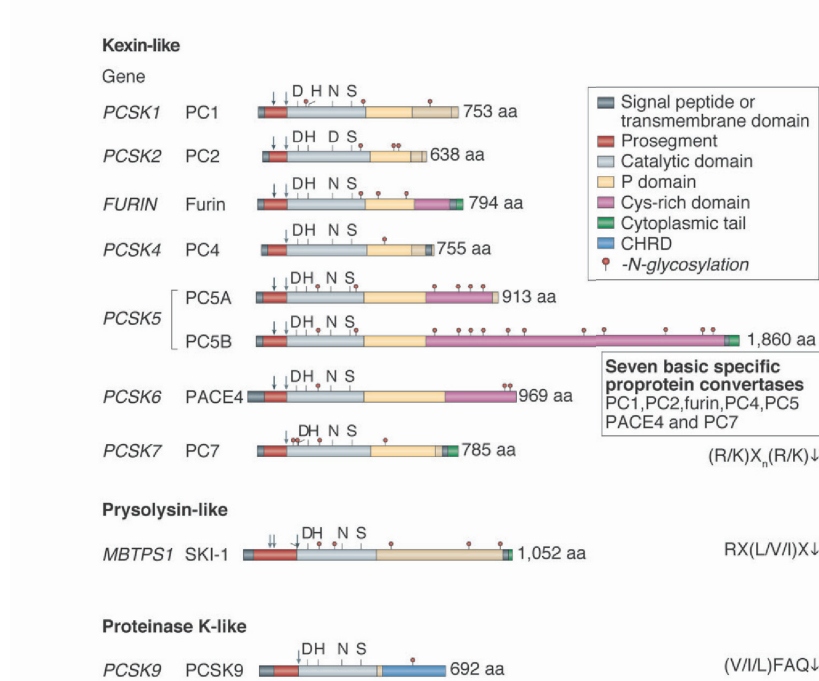 Kexin-like
Gene
D H N S
PCSK1 PC1 753 aa
DH D S
PCSK2 PC2 638 aa
DH N S
FURIN Furin 794 aa
DH N S
PCSK4 PC4 755 aa
DH N S
PCSK5 PC5A 913 aa
DH N S
PC5B 1,860 aa
DH N S
PCSK6 PACE4 969 aa
DH N S
PCSK7 PC7 785 aa
Signal peptide or
transmembrane domain
Prosegment
Catalytic domain
P domain
Cys-rich domain
Cytoplasmic tail
CHRD
-N-glycosylation
Seven basic specific
proprotein convertases
PC1,PC2,furin,PC4,PC5
PACE4 and PC7
(R/K)Xn(R/K)↓
Prysolysin-like
DH N S
MBTPS1 SKI-1 1,052 aa
RX(L/V/I)X↓
Proteinase K-like
DH N S
PCSK9 PCSK9 692 aa
(V/I/L)FAQ↓